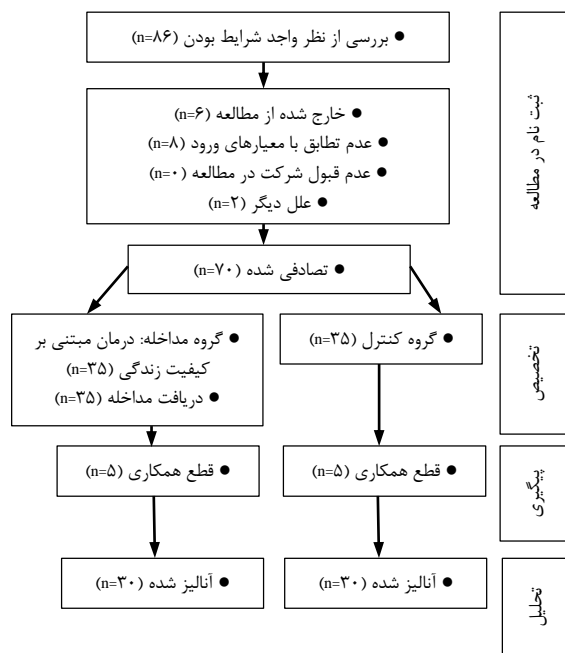 ● بررسی از نظر واجد شرایط بودن (n=۸۶)
● خارج شده از مطالعه (n=۶)
● عدم تطابق با معیارهای ورود (n=۸)
● عدم قبول شرکت در مطالعه (n=۰)
● علل دیگر (n=۲)
● تصادفی شده (n=۷۰)
ثبت نام در مطالعه
● گروه کنترل (n=۳۵)
● گروه مداخله: درمان مبتنی بر
کیفیت زندگی (n=۳۵)
● دریافت مداخله (n=۳۵)
تخصیص
● قطع همکاری (n=۵)
● قطع همکاری (n=۵)
پیگیری
● آنالیز شده (n=۳۰)
● آنالیز شده (n=۳۰)
تحلیل